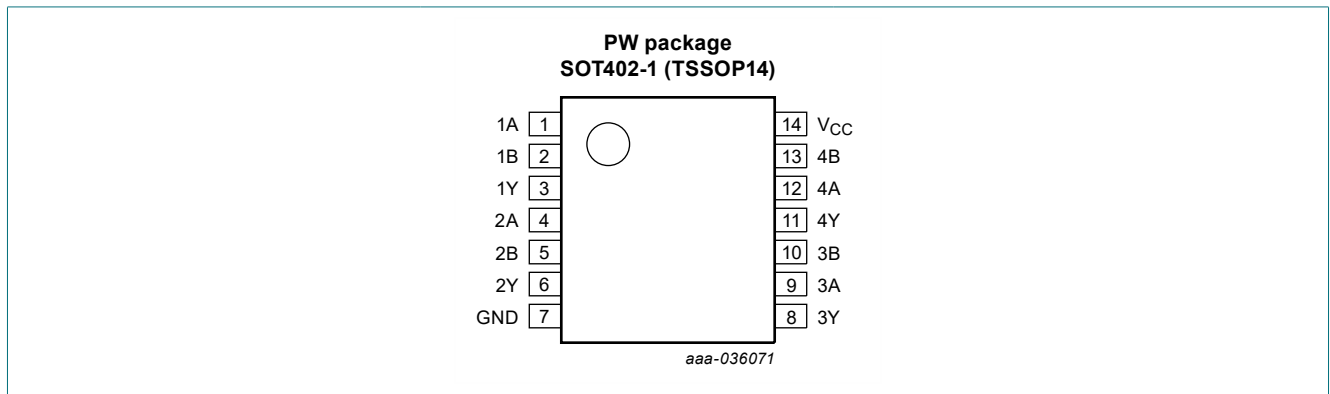 PW package
SOT402-1 (TSSOP14)
1A 1 14 VCC
1B 2 13 4B
1Y 3 12 4A
2A 4 11 4Y
2B 5 10 3B
2Y 6 9 3A
GND 7 8 3Y
aaa-036071